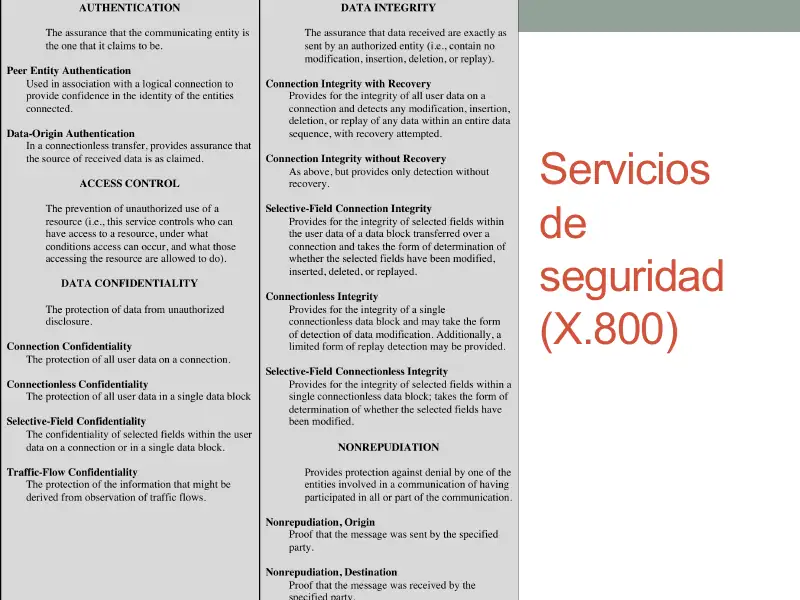 AUTHENTICATION
The assurance that the communicating entity is
the one that it claims to be.
Peer Entity Authentication
Used in association with a logical connection to
provide confidence in the identity of the entities
connected.
Data-Origin Authentication
In a connectionless transfer, provides assurance that
the source of received data is as claimed.
ACCESS CONTROL
The prevention of unauthorized use of a
resource (i.e., this service controls who can
have access to a resource, under what
conditions access can occur, and what those
accessing the resource are allowed to do).
DATA CONFIDENTIALITY
The protection of data from unauthorized
disclosure.
Connection Confidentiality
The protection of all user data on a connection.
Connectionless Confidentiality
The protection of all user data in a single data block
Selective-Field Confidentiality
The confidentiality of selected fields within the user
data on a connection or in a single data block.
Traffic-Flow Confidentiality
The protection of the information that might be
derived from observation of traffic flows.
DATA INTEGRITY
The assurance that data received are exactly as
sent by an authorized entity (i.e., contain no
modification, insertion, deletion, or replay).
Connection Integrity with Recovery
Provides for the integrity of all user data on a
connection and detects any modification, insertion,
deletion, or replay of any data within an entire data
sequence, with recovery attempted.
Connection Integrity without Recovery
As above, but provides only detection without
recovery.
Selective-Field Connection Integrity
Provides for the integrity of selected fields within
the user data of a data block transferred over a
connection and takes the form of determination of
whether the selected fields have been modified,
inserted, deleted, or replayed.
Connectionless Integrity
Provides for the integrity of a single
connectionless data block and may take the form
of detection of data modification. Additionally, a
limited form of replay detection may be provided.
Selective-Field Connectionless Integrity
Provides for the integrity of selected fields within a
single connectionless data block; takes the form of
determination of whether the selected fields have
been modified.
NONREPUDIATION
Provides protection against denial by one of the
entities involved in a communication of having
participated in all or part of the communication.
Nonrepudiation, Origin
Proof that the message was sent by the specified
party.
Nonrepudiation, Destination
Proof that the message was received by the
specified party.
Servicios
de
seguridad
(X.800)